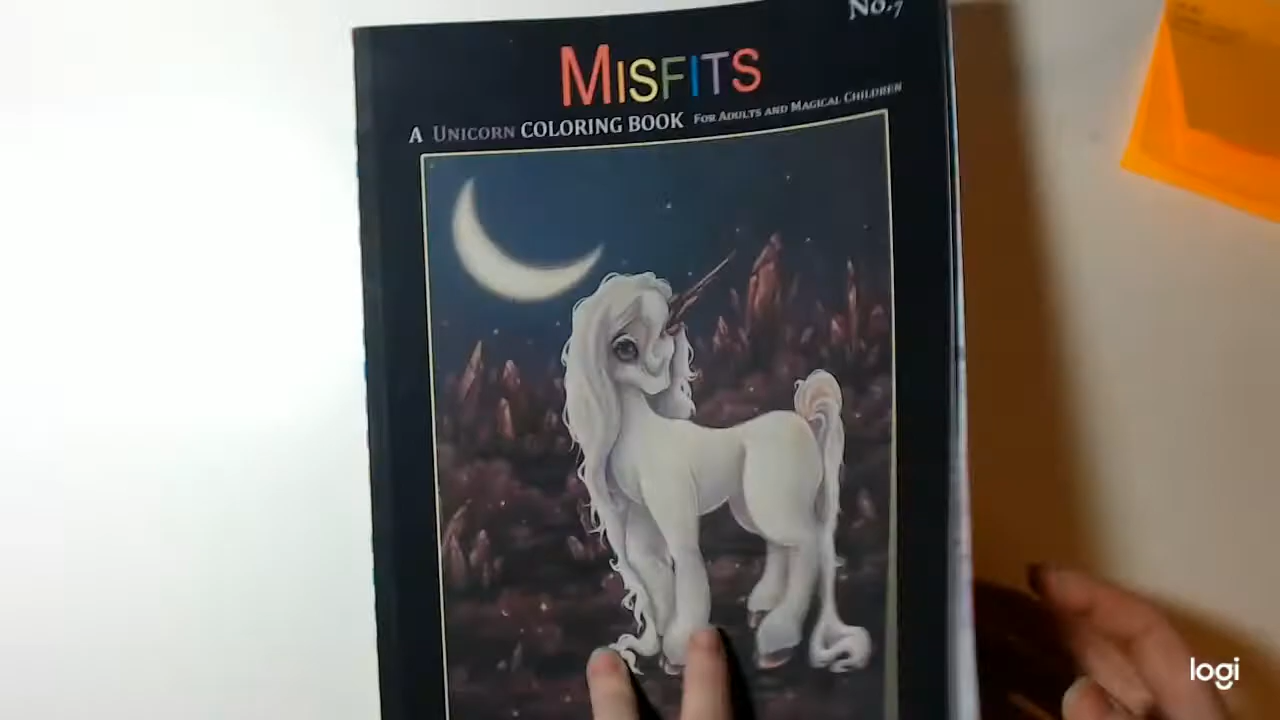 No.7
MISFITS
A UNICORN COLORING BOOK FOR ADULTS AND MAGICAL CHILDREN
logi